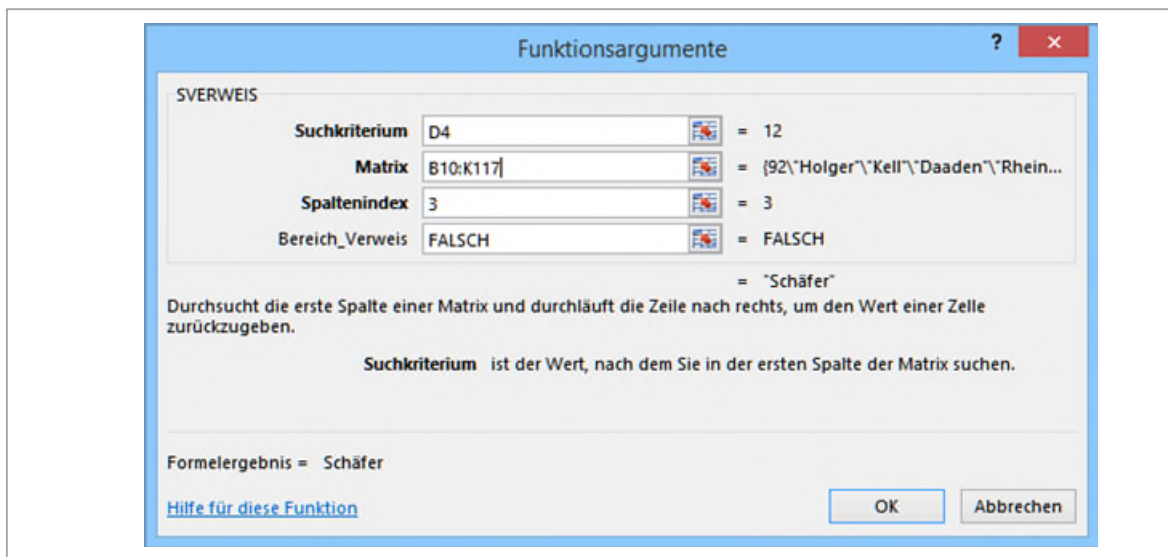 Funktionsargumente ? ×
SVERWEIS
Suchkriterium D4 = 12
Matrix B10:K117 = {92\"Holger"\"Kell"\"Daaden"\"Rhein...
Spaltenindex 3 = 3
Bereich_Verweis FALSCH = FALSCH
= "Schäfer"
Durchsucht die erste Spalte einer Matrix und durchläuft die Zeile nach rechts, um den Wert einer Zelle
zurückzugeben.
Suchkriterium ist der Wert, nach dem Sie in der ersten Spalte der Matrix suchen.
Formelergebnis = Schäfer
Hilfe für diese Funktion OK Abbrechen